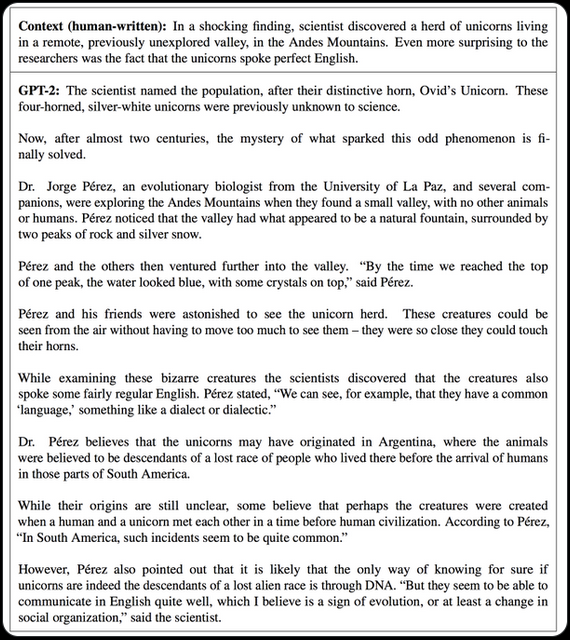 Context (human-written): In a shocking finding, scientist discovered a herd of unicorns living
in a remote, previously unexplored valley, in the Andes Mountains. Even more surprising to the
researchers was the fact that the unicorns spoke perfect English.
GPT-2: The scientist named the population, after their distinctive horn, Ovid's Unicorn. These
four-horned, silver-white unicorns were previously unknown to science.
Now, after almost two centuries, the mystery of what sparked this odd phenomenon is fi-
nally solved.
Dr. Jorge Pérez, an evolutionary biologist from the University of La Paz, and several com-
panions, were exploring the Andes Mountains when they found a small valley, with no other animals
or humans. Pérez noticed that the valley had what appeared to be a natural fountain, surrounded by
two peaks of rock and silver snow.
Pérez and the others then ventured further into the valley. “By the time we reached the top
of one peak, the water looked blue, with some crystals on top,” said Pérez.
Pérez and his friends were astonished to see the unicorn herd. These creatures could be
seen from the air without having to move too much to see them – they were so close they could touch
their horns.
While examining these bizarre creatures the scientists discovered that the creatures also
spoke some fairly regular English. Pérez stated, “We can see, for example, that they have a common
‘language,’ something like a dialect or dialectic.”
Dr. Pérez believes that the unicorns may have originated in Argentina, where the animals
were believed to be descendants of a lost race of people who lived there before the arrival of humans
in those parts of South America.
While their origins are still unclear, some believe that perhaps the creatures were created
when a human and a unicorn met each other in a time before human civilization. According to Pérez,
“In South America, such incidents seem to be quite common.”
However, Pérez also pointed out that it is likely that the only way of knowing for sure if
unicorns are indeed the descendants of a lost alien race is through DNA. “But they seem to be able to
communicate in English quite well, which I believe is a sign of evolution, or at least a change in
social organization,” said the scientist.